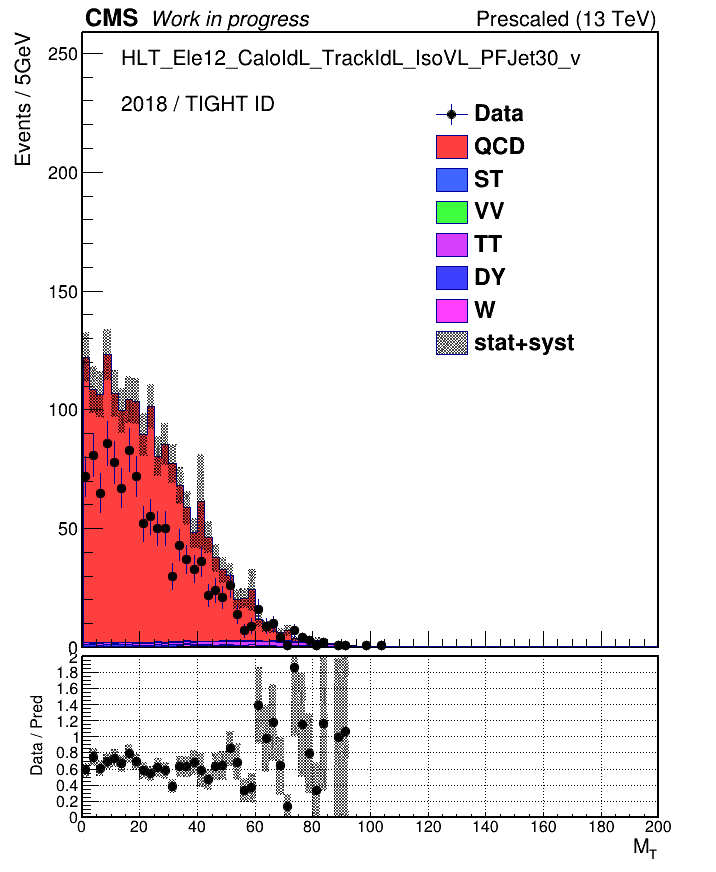 CMS Work in progress Prescaled (13 TeV)
Events / 5GeV
HLT_Ele12_CaloIdL_TrackIdL_IsoVL_PFJet30_v
2018 / TIGHT ID
Data
QCD
ST
VV
TT
DY
W
stat+syst
250
200
150
100
50
0
Data / Pred
2
1.8
1.6
1.4
1.2
1
0.8
0.6
0.4
0.2
0
0 20 40 60 80 100 120 140 160 180 200
M_T